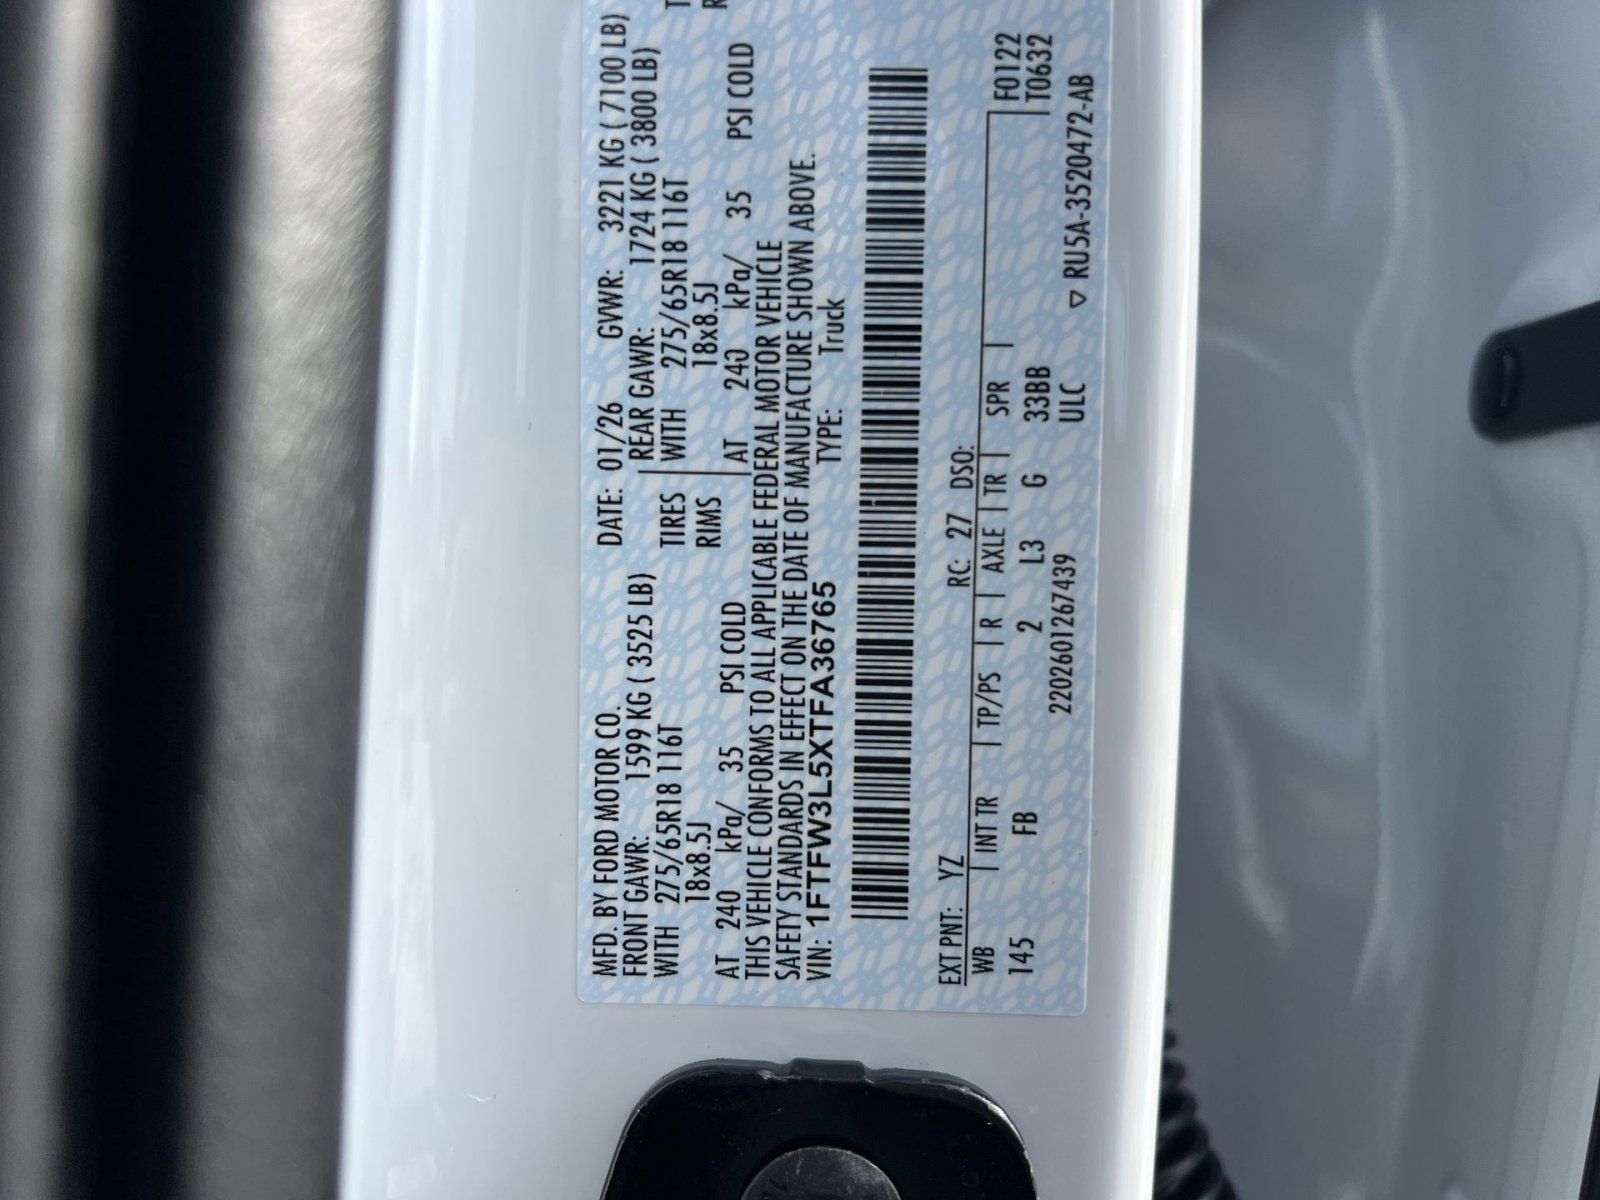 MFD. BY FORD MOTOR CO. DATE: 01/26 GVWR: 3221 KG ( 7100 LB)
FRONT GAWR: 1599 KG ( 3525 LB) REAR GAWR: 1724 KG ( 3800 LB)
WITH 275/65R18 116T TIRES WITH 275/65R18 116T
18x8.5J RIMS 18x8.5J
AT 240 kPa/ 35 PSI COLD AT 240 kPa/ 35 PSI COLD
THIS VEHICLE CONFORMS TO ALL APPLICABLE FEDERAL MOTOR VEHICLE
SAFETY STANDARDS IN EFFECT ON THE DATE OF MANUFACTURE SHOWN ABOVE.
VIN: 1FTFW3L5XTFA36765 TYPE: Truck
EXT PNT: YZ RC: 27 DSO:
WB INT TR TP/PS R AXLE TR SPR F0122
145 FB 2 L3 G 33BB T0632
2202601267439 ULC
▽ RU5A-3520472-AB